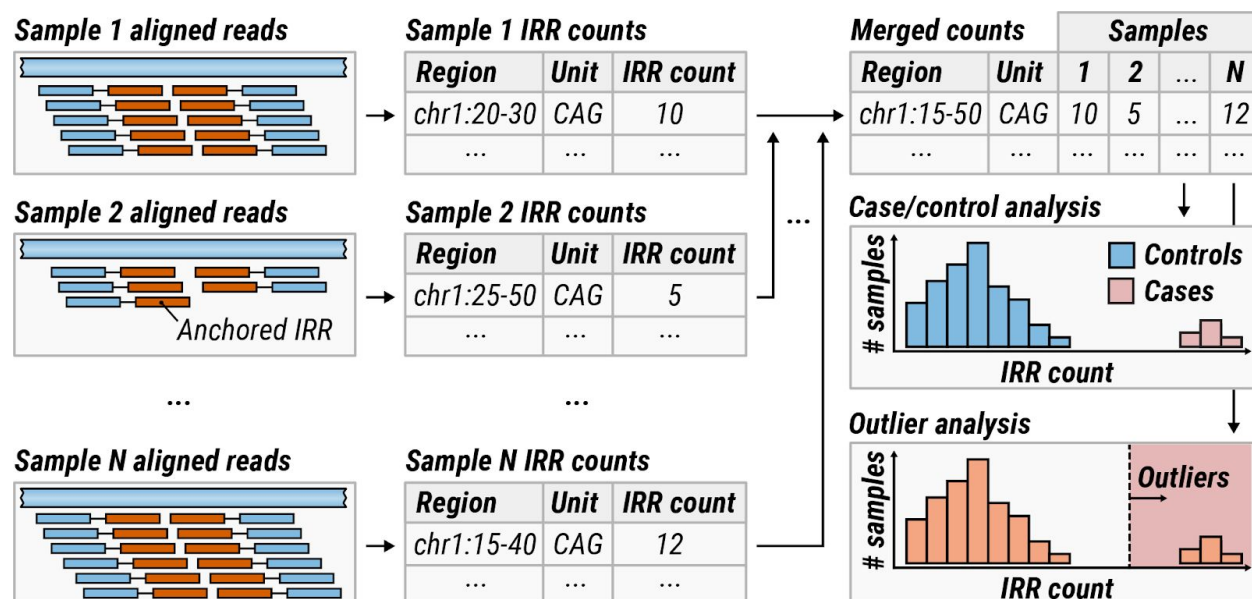 Sample 1 aligned reads
Sample 1 IRR counts
Region Unit IRR count
chr1:20-30 CAG 10
... ... ...
Sample 2 aligned reads
Anchored IRR
Sample 2 IRR counts
Region Unit IRR count
chr1:25-50 CAG 5
... ... ...
...
...
...
Sample N aligned reads
Sample N IRR counts
Region Unit IRR count
chr1:15-40 CAG 12
... ... ...
Merged counts Samples
Region Unit 1 2 ... N
chr1:15-50 CAG 10 5 ... 12
... ... ... ... ... ...
Case/control analysis
# samples
Controls
Cases
IRR count
Outlier analysis
# samples
Outliers
IRR count